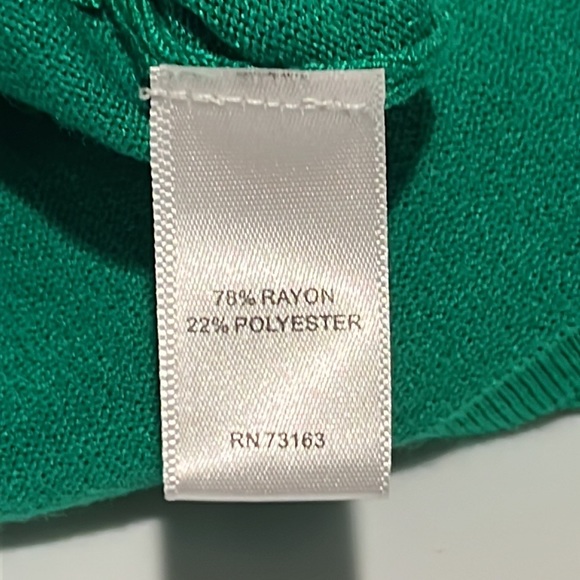 78% RAYON
22% POLYESTER
RN 73163